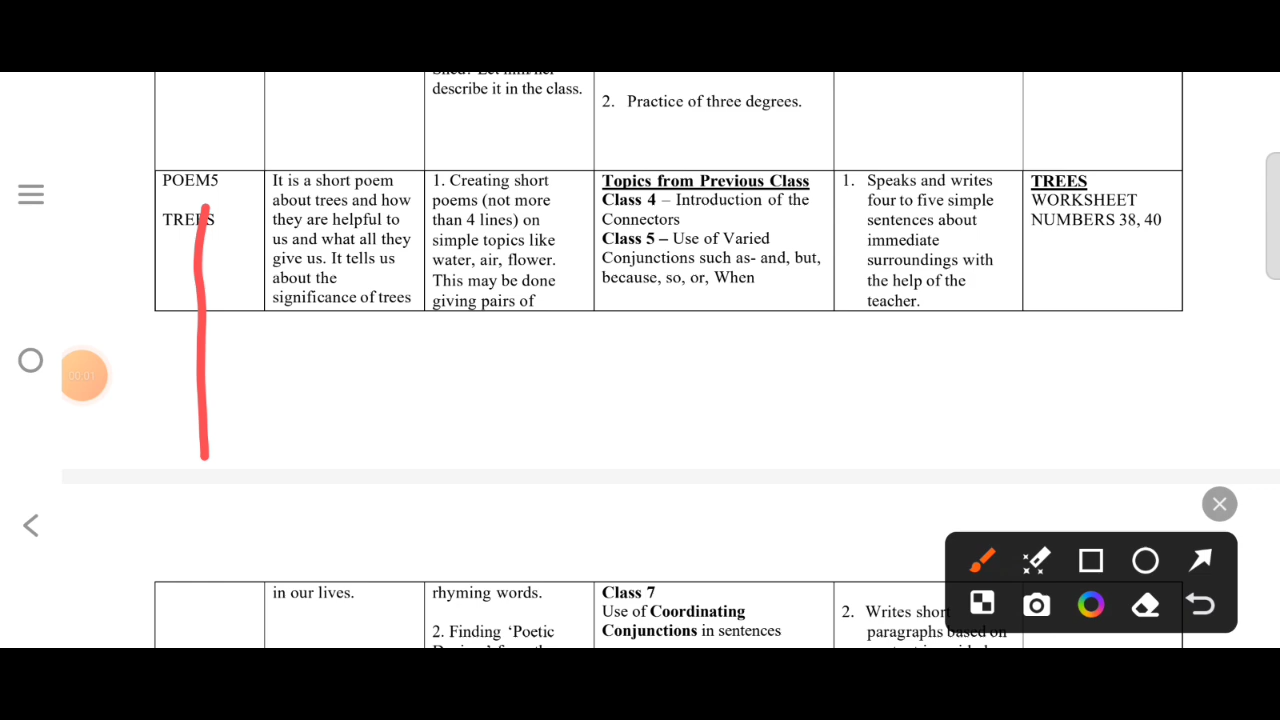 describe it in the class.
2. Practice of three degrees.
POEM5
TREES
It is a short poem
about trees and how
they are helpful to
us and what all they
give us. It tells us
about the
significance of trees
1. Creating short
poems (not more
than 4 lines) on
simple topics like
water, air, flower.
This may be done
giving pairs of
Topics from Previous Class
Class 4 – Introduction of the
Connectors
Class 5 – Use of Varied
Conjunctions such as- and, but,
because, so, or, When
1. Speaks and writes
four to five simple
sentences about
immediate
surroundings with
the help of the
teacher.
TREES
WORKSHEET
NUMBERS 38, 40
00:01
in our lives.
rhyming words.
2. Finding ‘Poetic
Class 7
Use of Coordinating
Conjunctions in sentences
2. Writes short
paragraphs based on